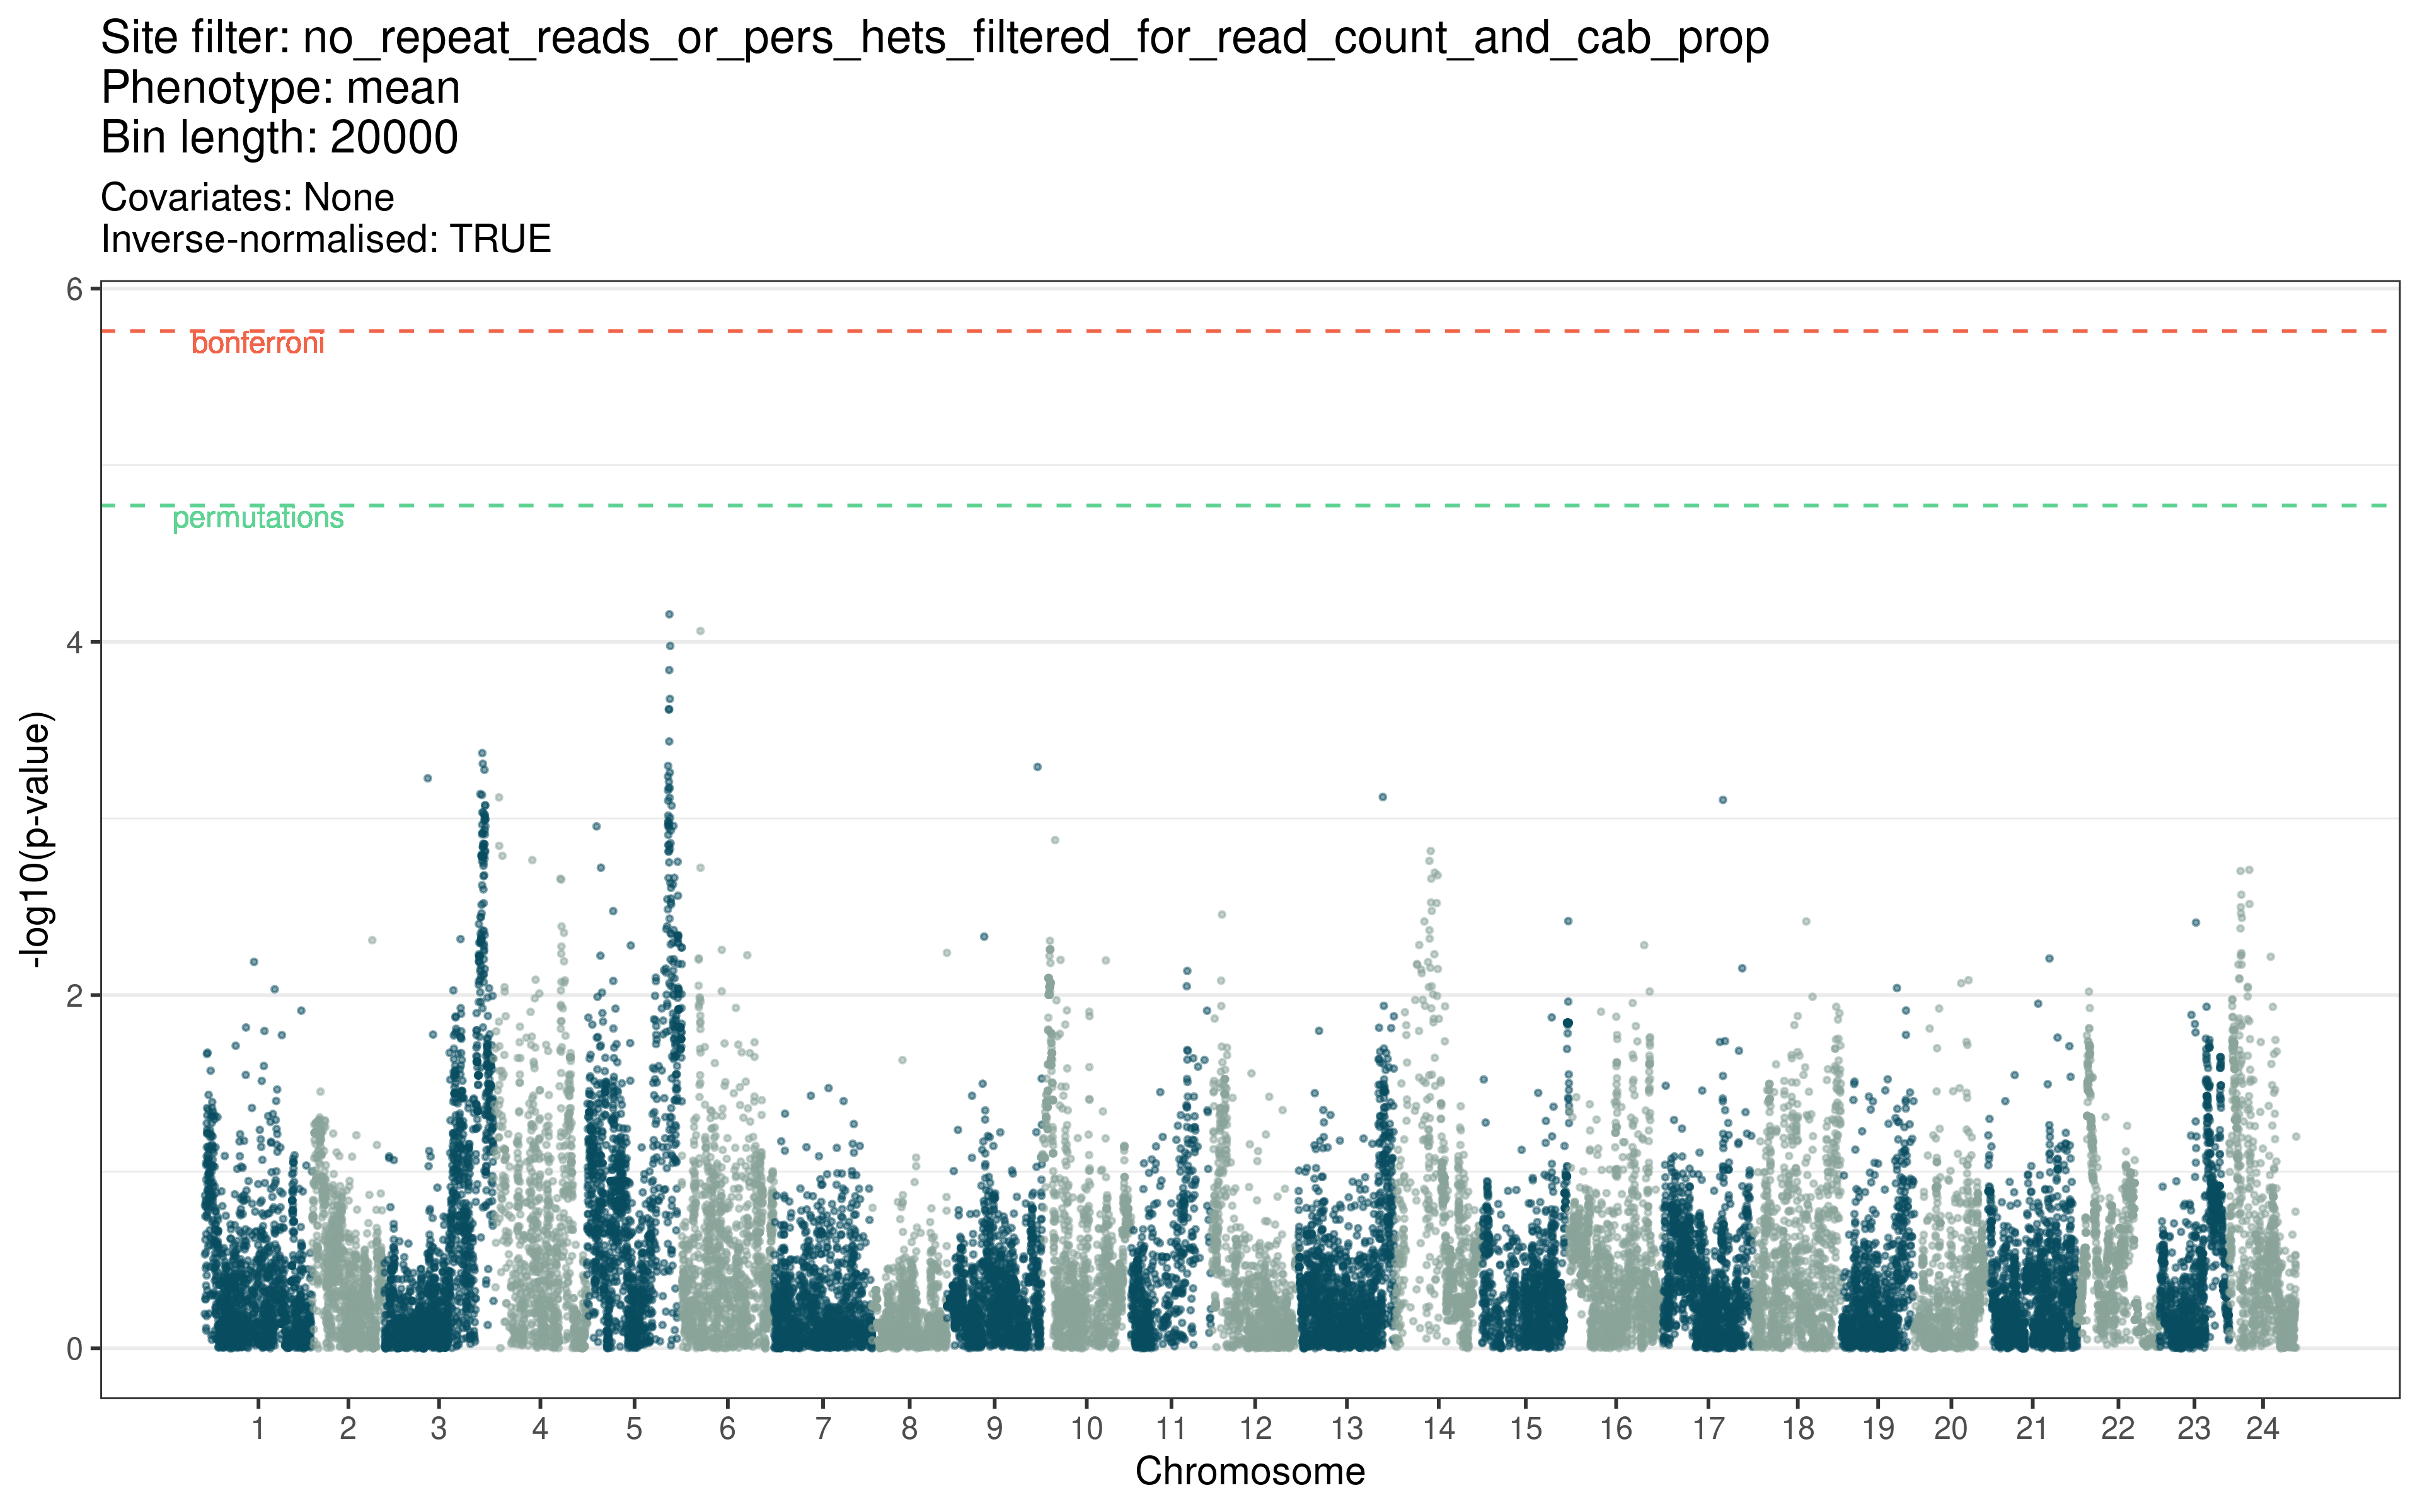 Site filter: no_repeat_reads_or_pers_hets_filtered_for_read_count_and_cab_prop
Phenotype: mean
Bin length: 20000
Covariates: None
Inverse-normalised: TRUE
6
bonferroni
permutations
4
2
0
-log10(p-value)
1 2 3 4 5 6 7 8 9 10 11 12 13 14 15 16 17 18 19 20 21 22 23 24
Chromosome